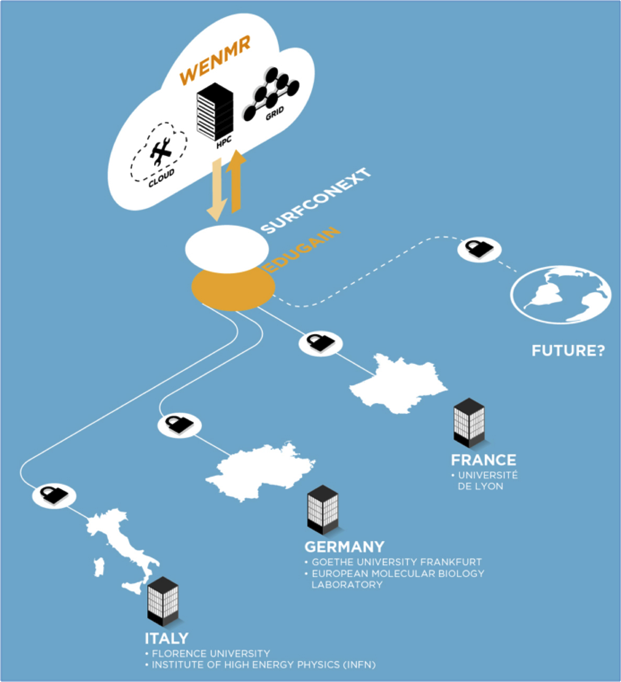 WENMR
GRID
HPC
CLOUD
SURFCONEXT
EDUGAIN
FUTURE?
FRANCE
• UNIVERSITÉ
DE LYON
GERMANY
• GOETHE UNIVERSITY FRANKFURT
• EUROPEAN MOLECULAR BIOLOGY
LABORATORY
ITALY
• FLORENCE UNIVERSITY
• INSTITUTE OF HIGH ENERGY PHYSICS (INFN)